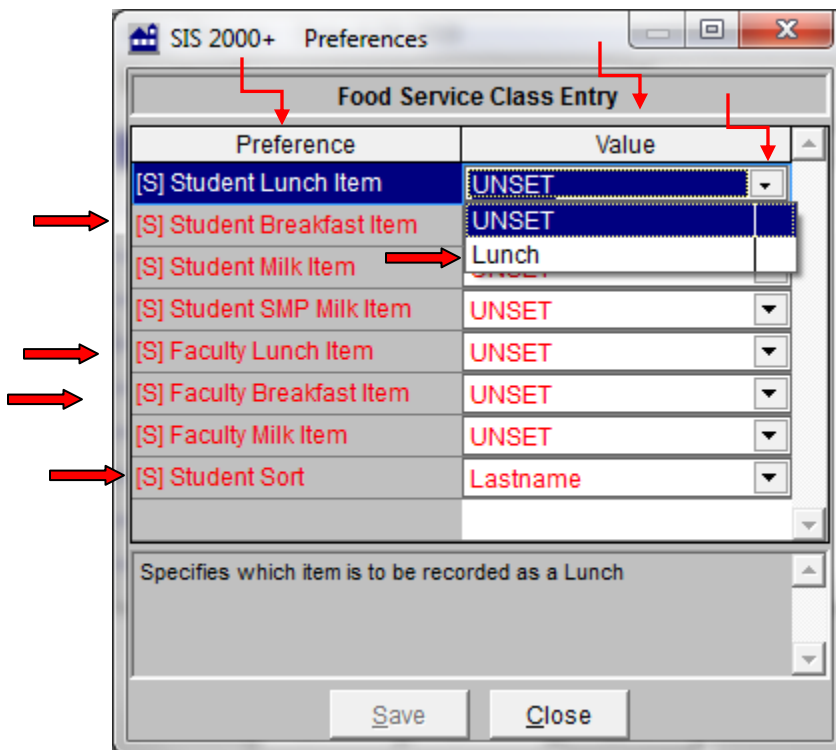 SIS 2000+ Preferences
Food Service Class Entry
Preference Value
[S] Student Lunch Item UNSET
UNSET
[S] Student Breakfast Item
Lunch
[S] Student Milk Item UNSET
[S] Student SMP Milk Item UNSET
[S] Faculty Lunch Item UNSET
[S] Faculty Breakfast Item UNSET
[S] Faculty Milk Item UNSET
[S] Student Sort Lastname
Specifies which item is to be recorded as a Lunch
Save Close